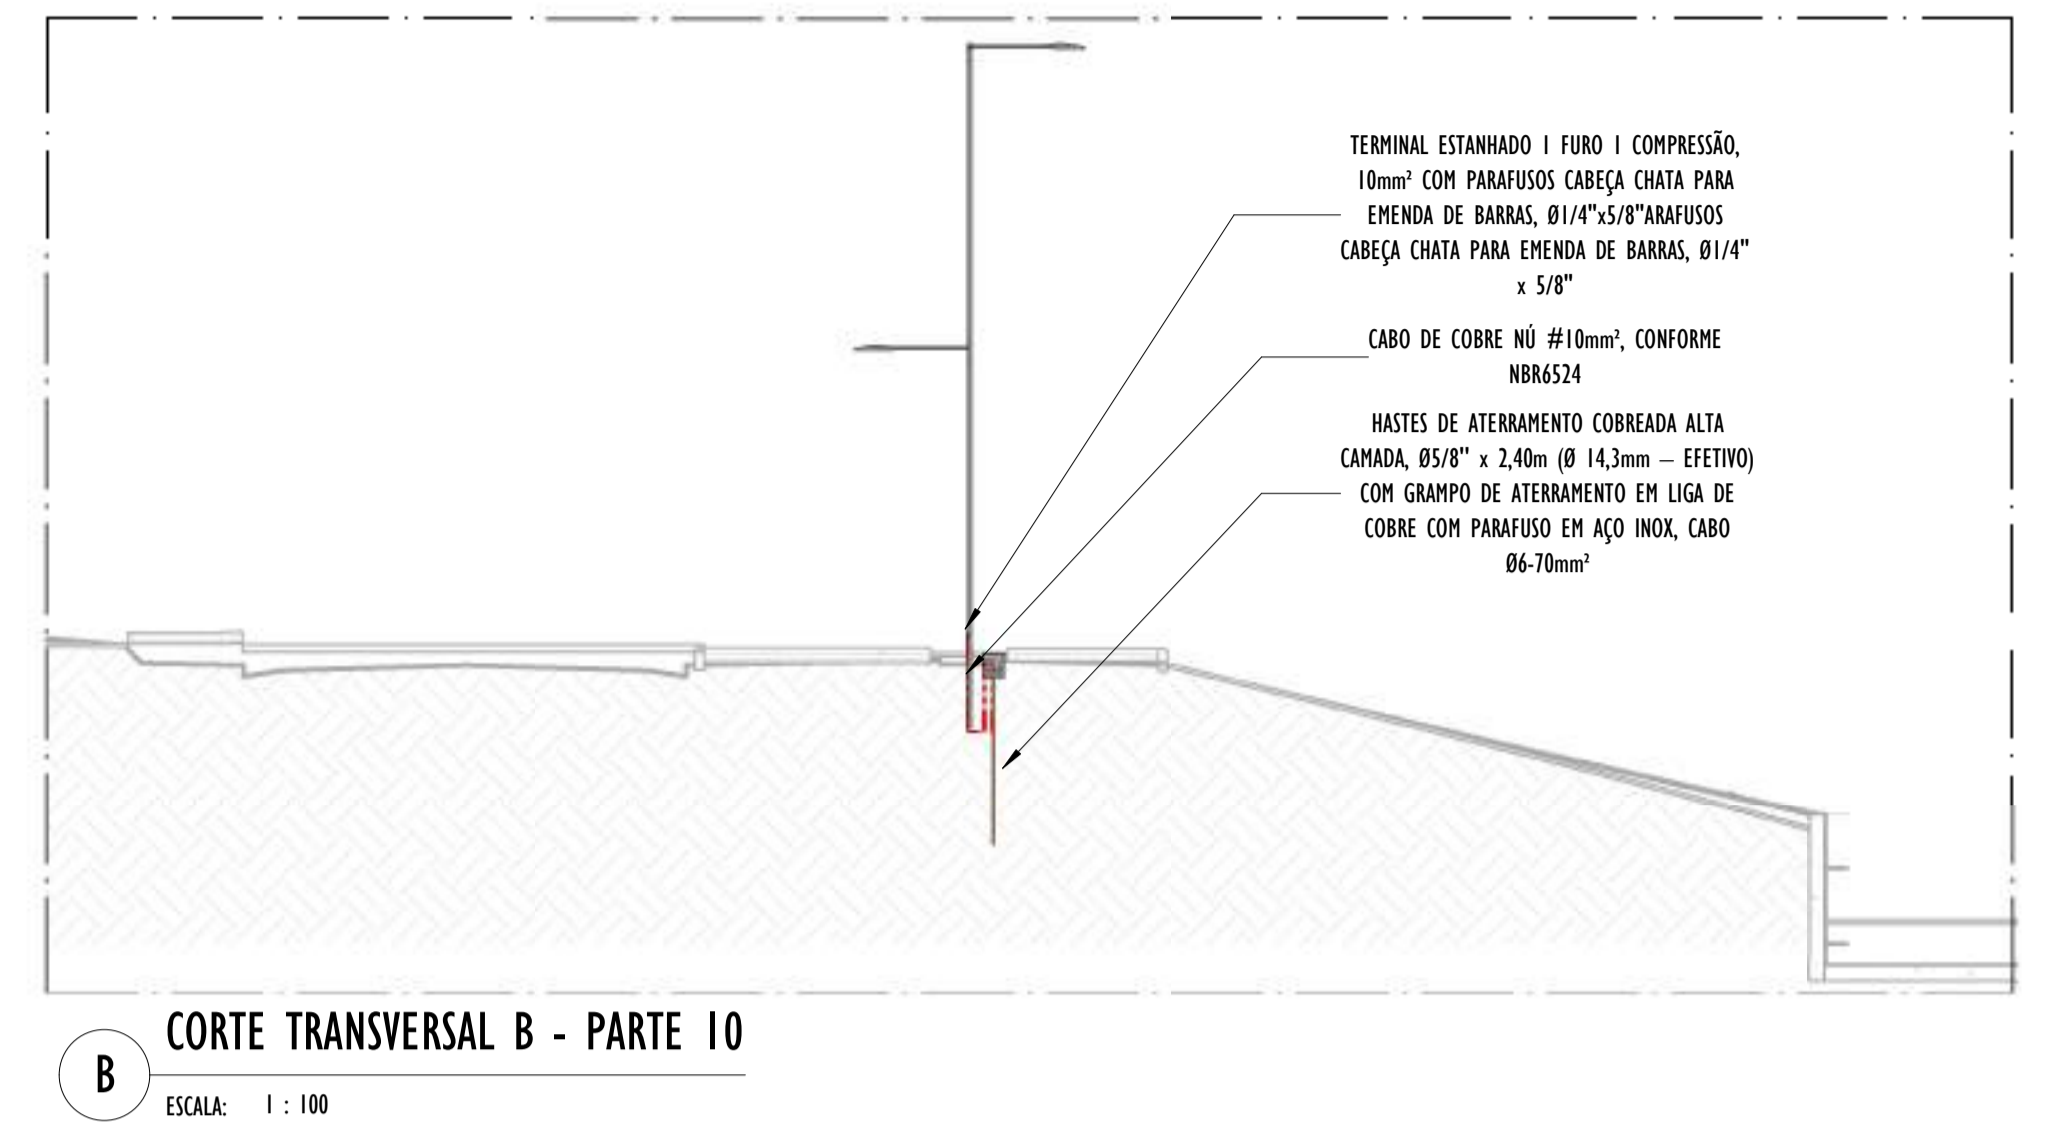 TERMINAL ESTANHADO 1 FURO 1 COMPRESSÃO,
10mm² COM PARAFUSOS CABEÇA CHATA PARA
EMENDA DE BARRAS, Ø1/4"x5/8"ARAFUSOS
CABEÇA CHATA PARA EMENDA DE BARRAS, Ø1/4"
x 5/8"
CABO DE COBRE NÚ #10mm², CONFORME
NBR6524
HASTES DE ATERRAMENTO COBREADA ALTA
CAMADA, Ø5/8" x 2,40m (Ø 14,3mm – EFETIVO)
COM GRAMPO DE ATERRAMENTO EM LIGA DE
COBRE COM PARAFUSO EM AÇO INOX, CABO
Ø6-70mm²
CORTE TRANSVERSAL B - PARTE 10
B
ESCALA: 1 : 100